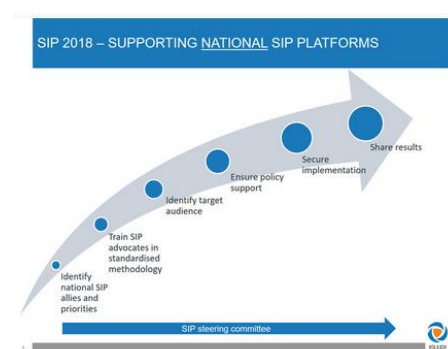 SIP 2018 – SUPPORTING NATIONAL SIP PLATFORMS
Share results
Secure
implementation
Ensure policy
support
Identify target
audience
Train SIP
advocates in
standardised
methodology
Identify
national SIP
allies and
priorities
SIP steering committee